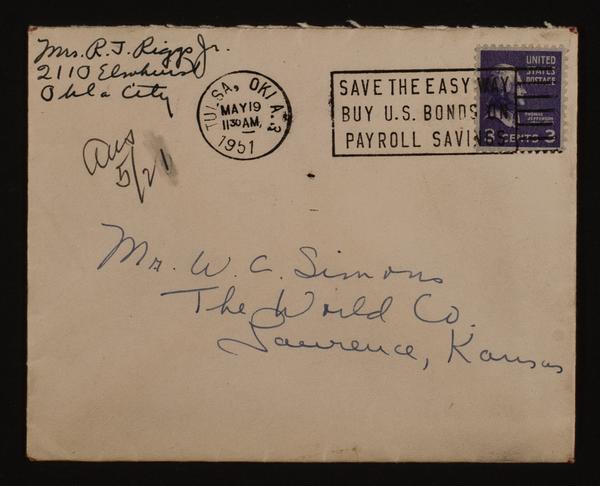 Mrs. R. J. Riggs Jr.
2110 Elmhurst
Okla City
TULSA, OKLA. 3
MAY 19
11 30 AM
1951
SAVE THE EASY WAY
BUY U.S. BONDS ON
PAYROLL SAVINGS
UNITED
STATES
POSTAGE
THOMAS
JEFFERSON
3 CENTS 3
Ans
5/21
Mr. W. C. Simons
The World Co.
Lawrence, Kansas